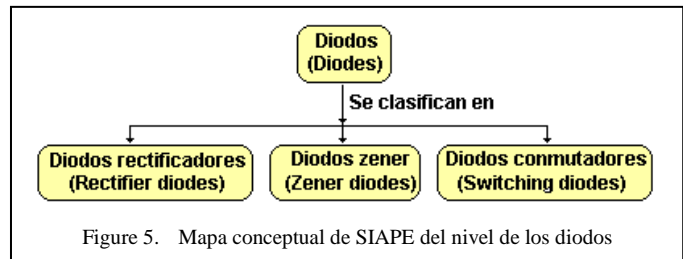 Diodos
(Diodes)
Se clasifican en
Diodos rectificadores
(Rectifier diodes)
Diodos zener
(Zener diodes)
Diodos conmutadores
(Switching diodes)
Figure 5. Mapa conceptual de SIAPE del nivel de los diodos